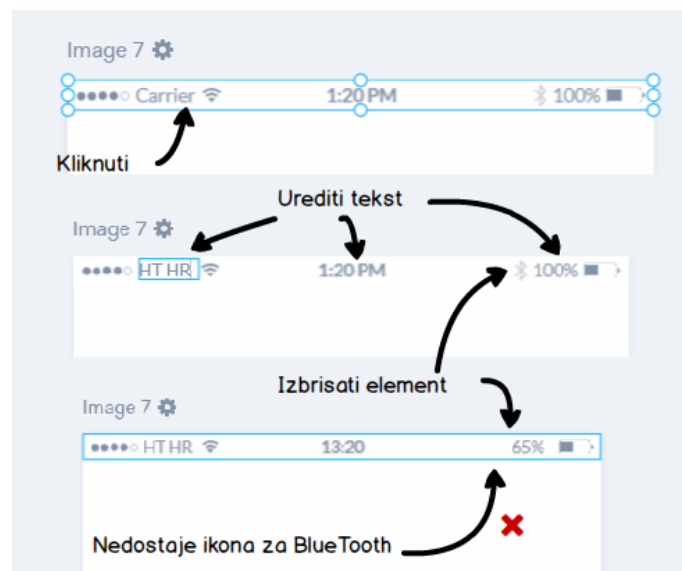 Image 7
Carrier 1:20 PM 100%
Kliknuti
Urediti tekst
Image 7
HT HR 1:20 PM 100%
Izbrisati element
Image 7
HT HR 13:20 65%
Nedostaje ikona za BlueTooth